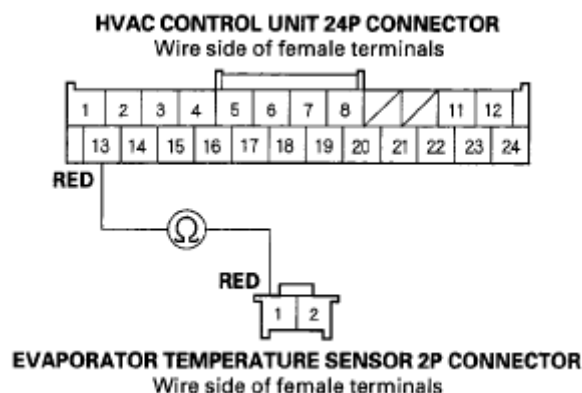 HVAC CONTROL UNIT 24P CONNECTOR
Wire side of female terminals
1 2 3 4 5 6 7 8 11 12
13 14 15 16 17 18 19 20 21 22 23 24
RED
Ω
RED
1 2
EVAPORATOR TEMPERATURE SENSOR 2P CONNECTOR
Wire side of female terminals